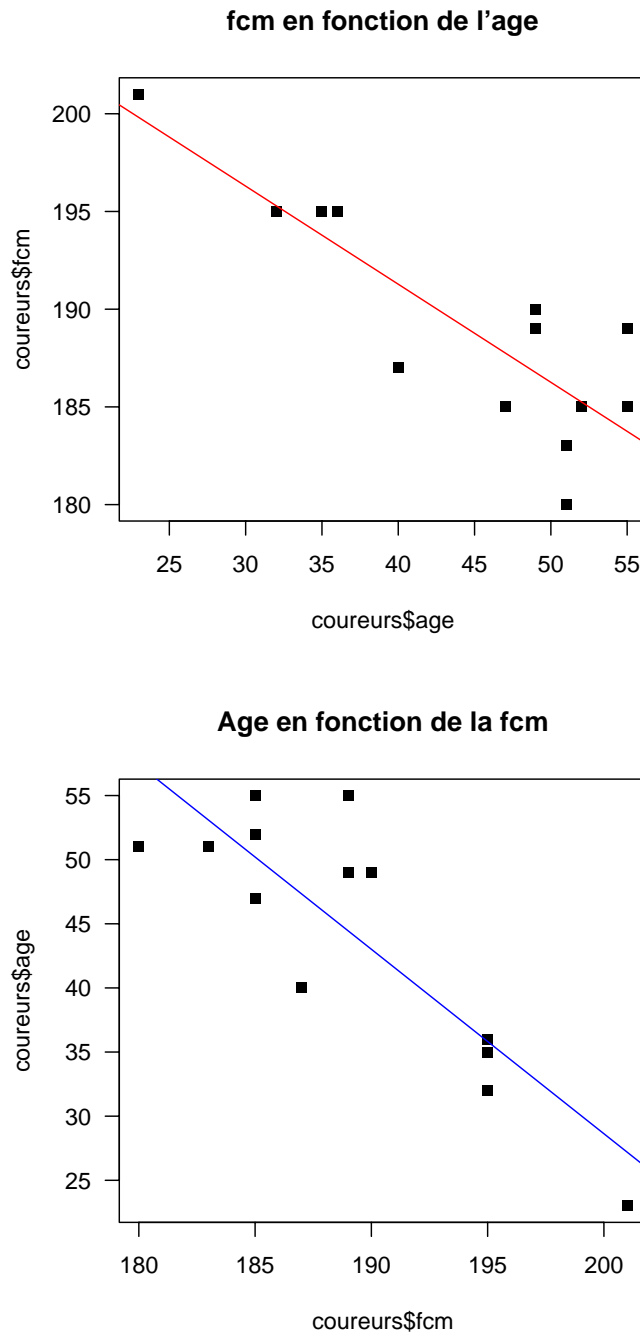 fcm en fonction de l’age
200
195
190
185
180
coureurs$fcm
25 30 35 40 45 50 55
coureurs$age
Age en fonction de la fcm
55
50
45
40
35
30
25
coureurs$age
180 185 190 195 200
coureurs$fcm